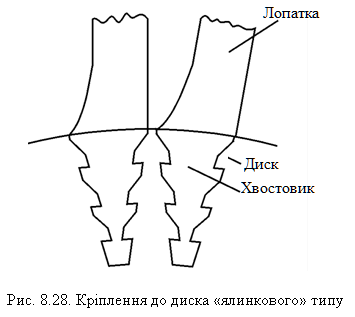 Лопатка
Диск
Хвостовик
Рис. 8.28. Кріплення до диска «ялинкового» типу